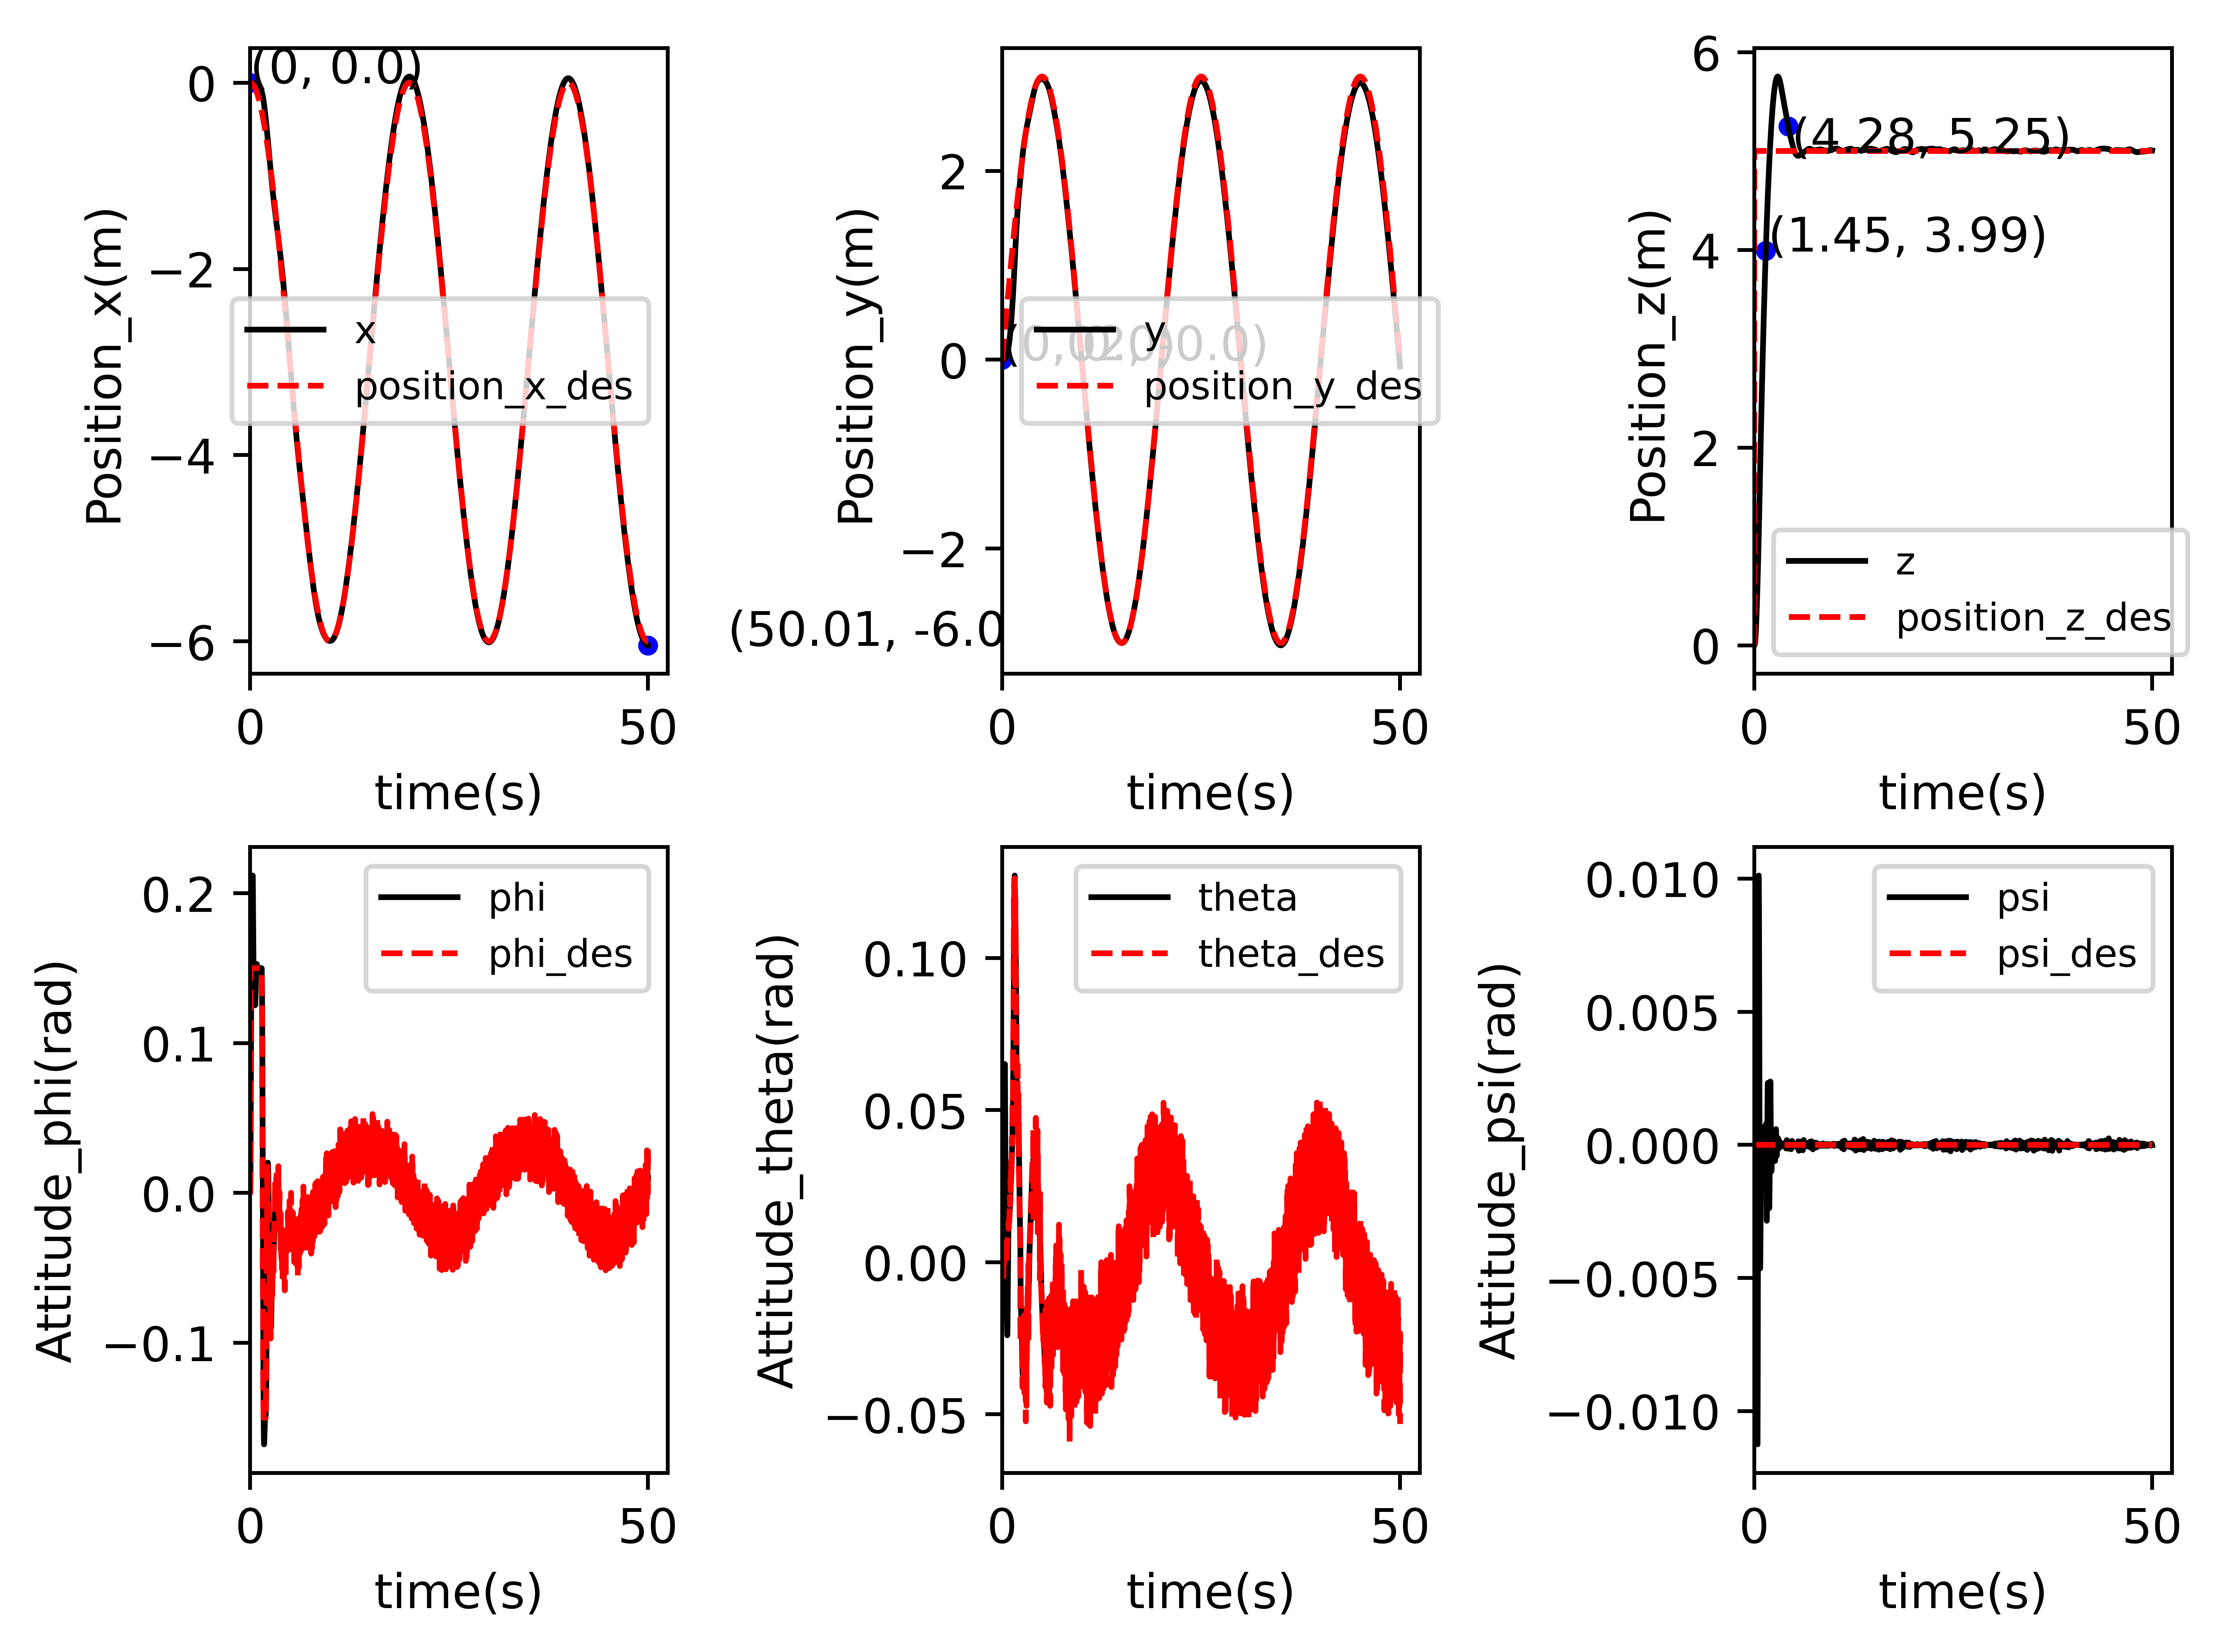 0
−2
−4
−6
Position_x(m)
(0, 0.0)
x
position_x_des
(50.01, -6.0
0 50
time(s)
2
0
−2
Position_y(m)
y
position_y_des
0 50
time(s)
6
4
2
0
Position_z(m)
(4.28, 5.25)
(1.45, 3.99)
z
position_z_des
0 50
time(s)
0.2
0.1
0.0
−0.1
Attitude_phi(rad)
phi
phi_des
0 50
time(s)
0.10
0.05
0.00
−0.05
Attitude_theta(rad)
theta
theta_des
0 50
time(s)
0.010
0.005
0.000
−0.005
−0.010
Attitude_psi(rad)
psi
psi_des
0 50
time(s)